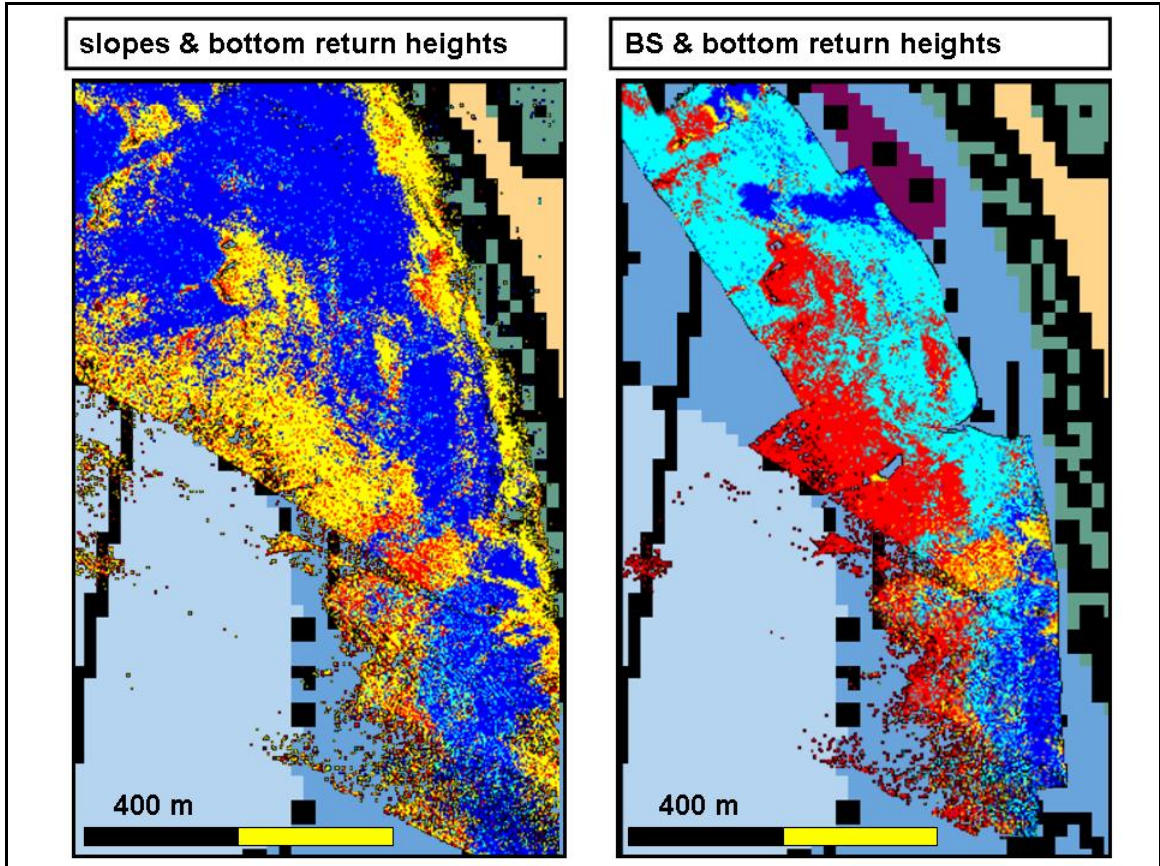 slopes & bottom return heights
BS & bottom return heights
400 m
400 m